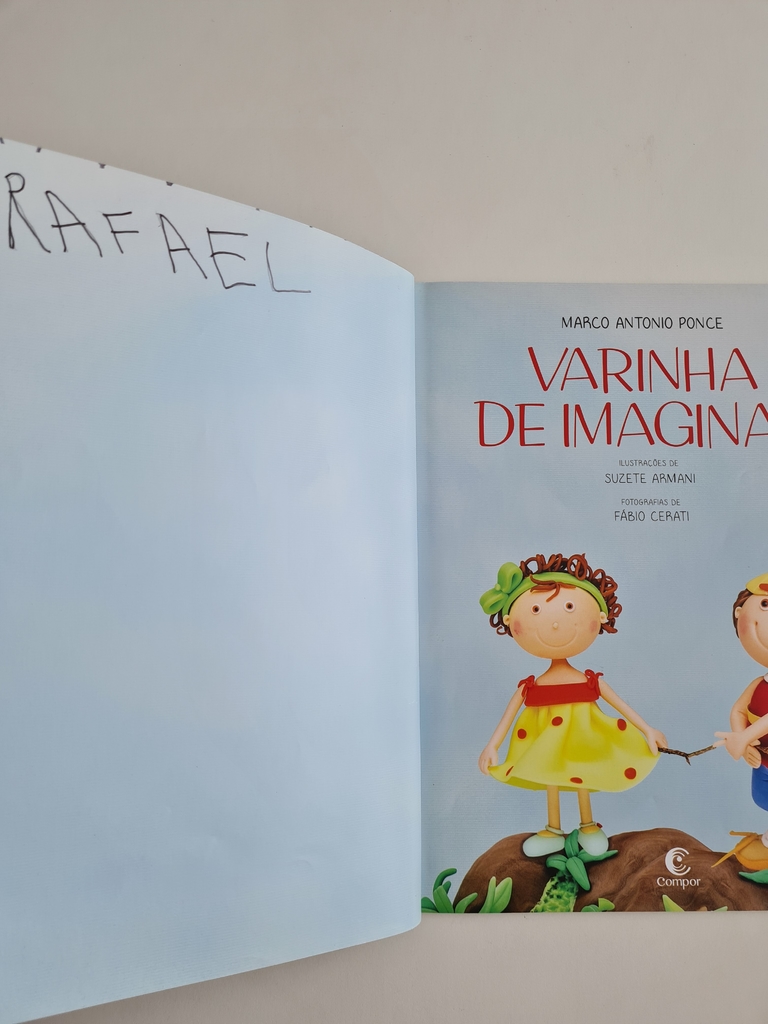 RAFAEL
MARCO ANTONIO PONCE
VARINHA
DE IMAGINA
ILUSTRAÇÕES DE
SUZETE ARMANI
FOTOGRAFIAS DE
FÁBIO CERATI
Compor